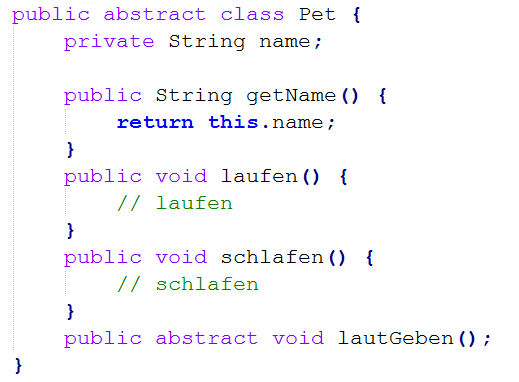 public abstract class Pet {
    private String name;

    public String getName() {
        return this.name;
    }
    public void laufen() {
        // laufen
    }
    public void schlafen() {
        // schlafen
    }
    public abstract void lautGeben();
}